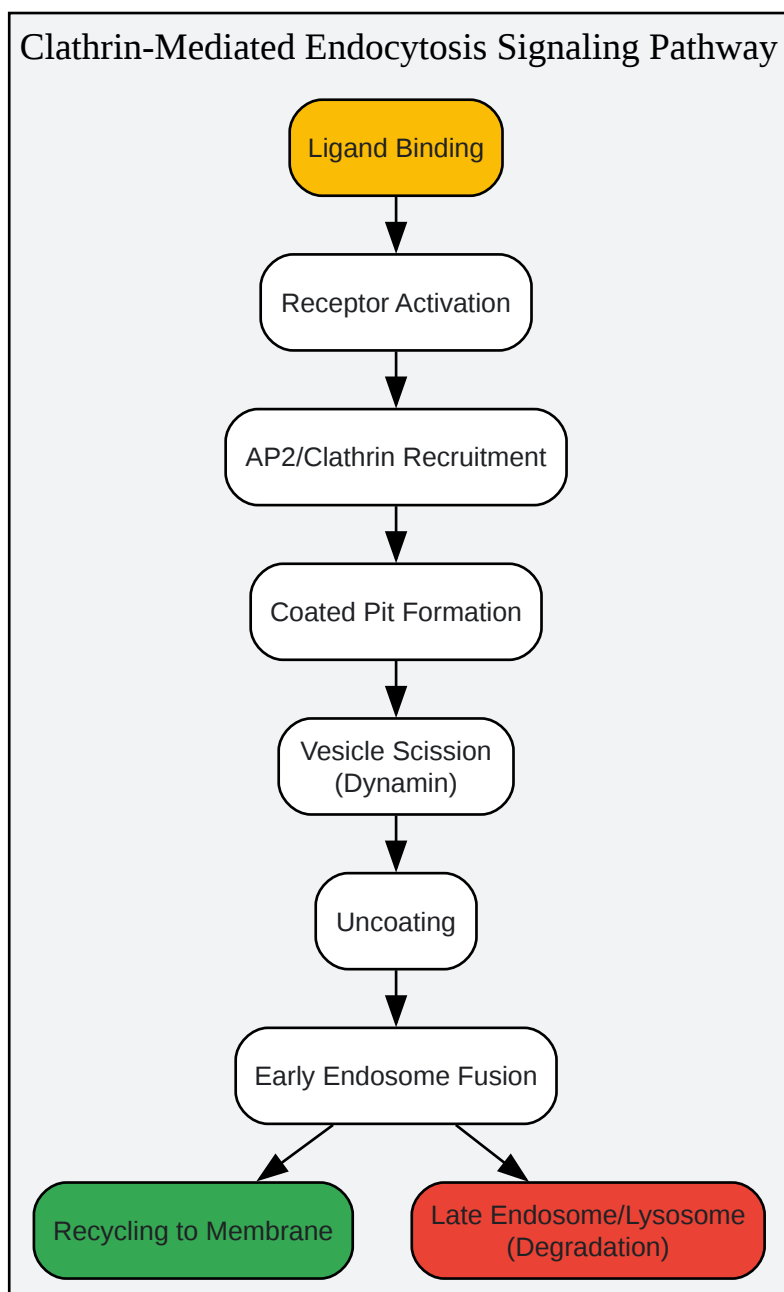 Clathrin-Mediated Endocytosis Signaling Pathway
Ligand Binding
Receptor Activation
AP2/Clathrin Recruitment
Coated Pit Formation
Vesicle Scission
(Dynamin)
Uncoating
Early Endosome Fusion
Recycling to Membrane
Late Endosome/Lysosome
(Degradation)